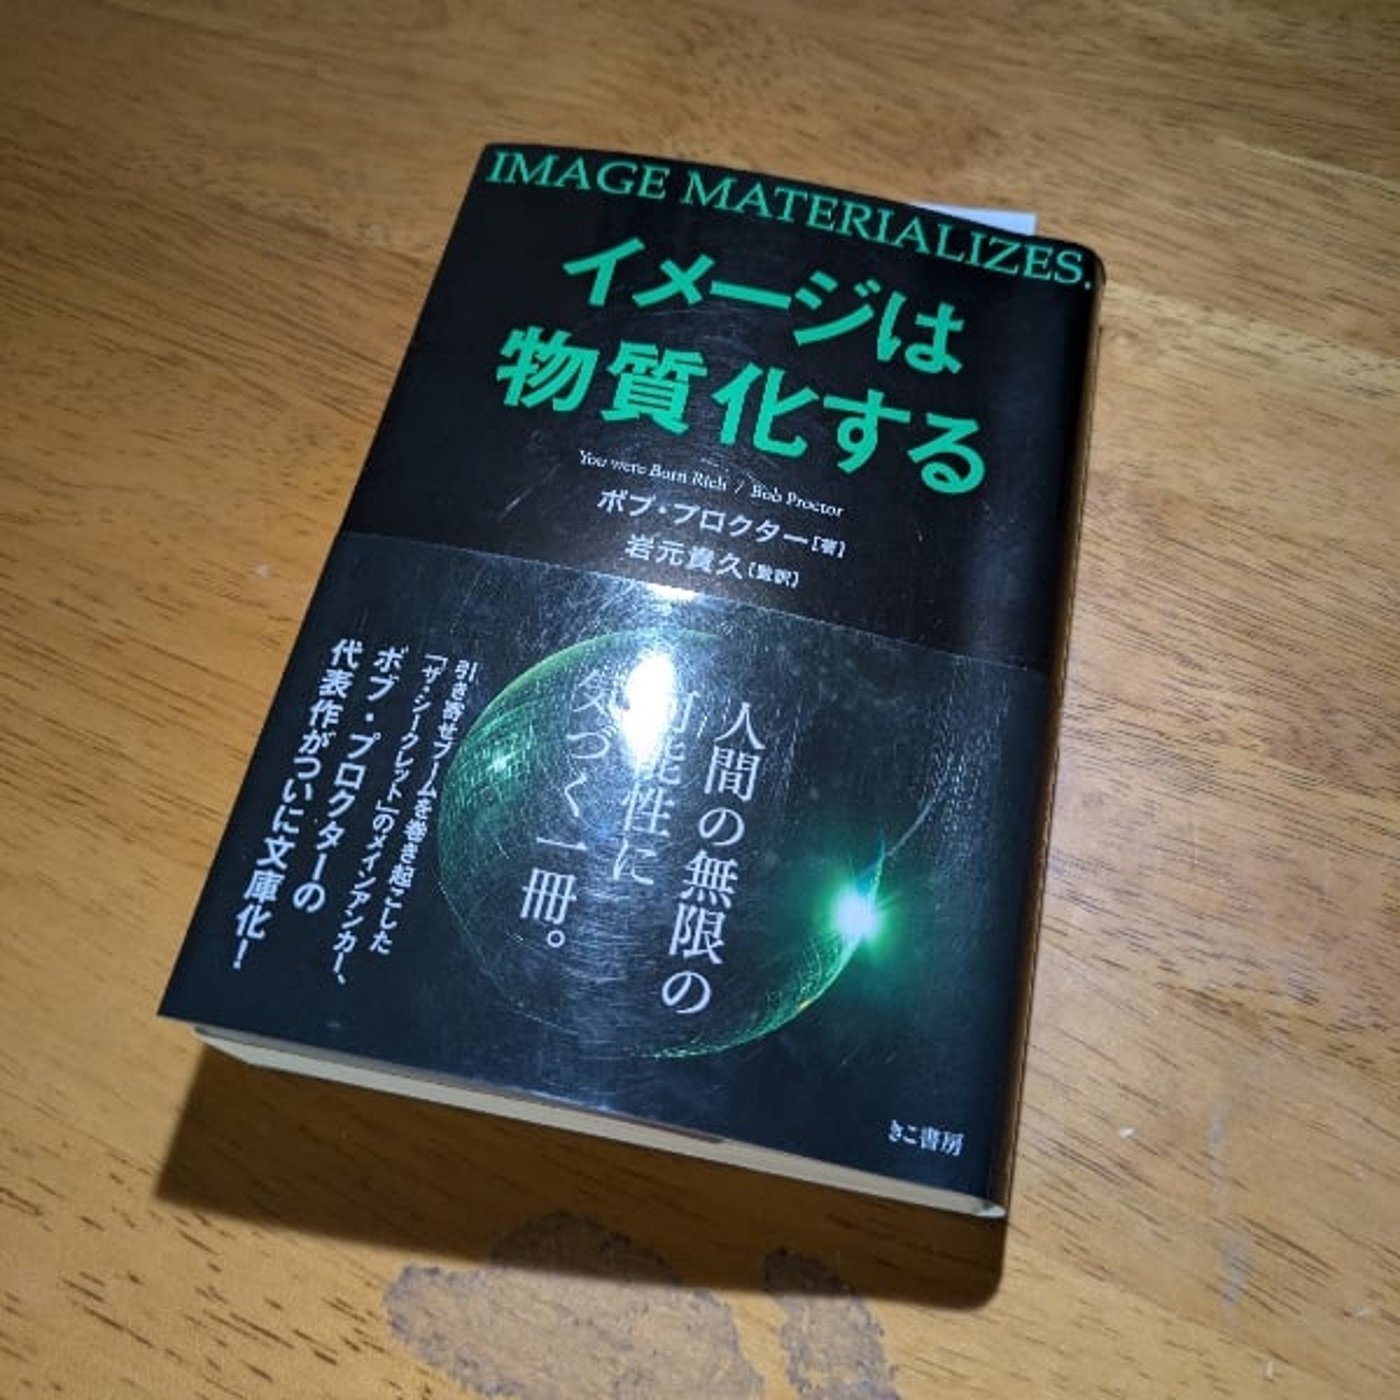 IMAGE MATERIALIZES.
イメージは
物質化する
You were Born Rich / Bob Proctor
ボブ・プロクター[著]
岩元貴久[監訳]
人間の無限の
可能性に
気づく一冊。
引き寄せブームを巻き起こした
「ザ・シークレット」のメインアンカー、
ボブ・プロクターの
代表作がついに文庫化!
きこ書房